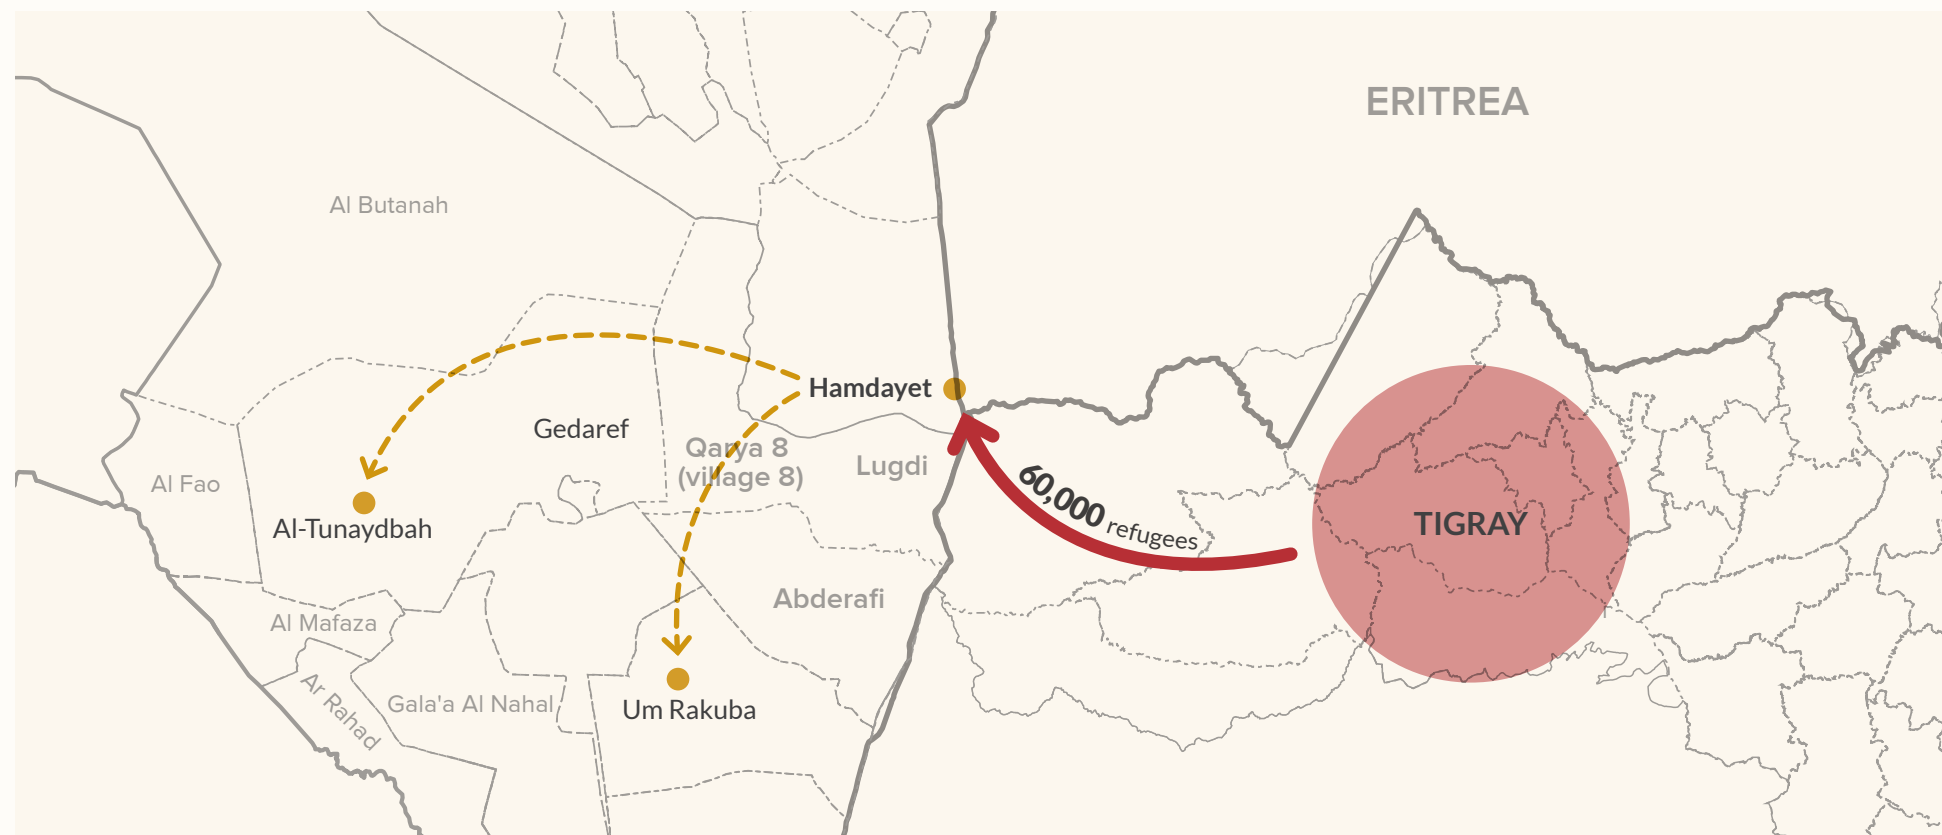 ERITREA
Al Butanah
Hamdayet
Gedaref
Qarya 8
(village 8)
Lugdi
Al Fao
60,000 refugees
TIGRAY
Al-Tunaydbah
Abderafi
Al Mafaza
Ar Rahad
Gala'a Al Nahal
Um Rakuba